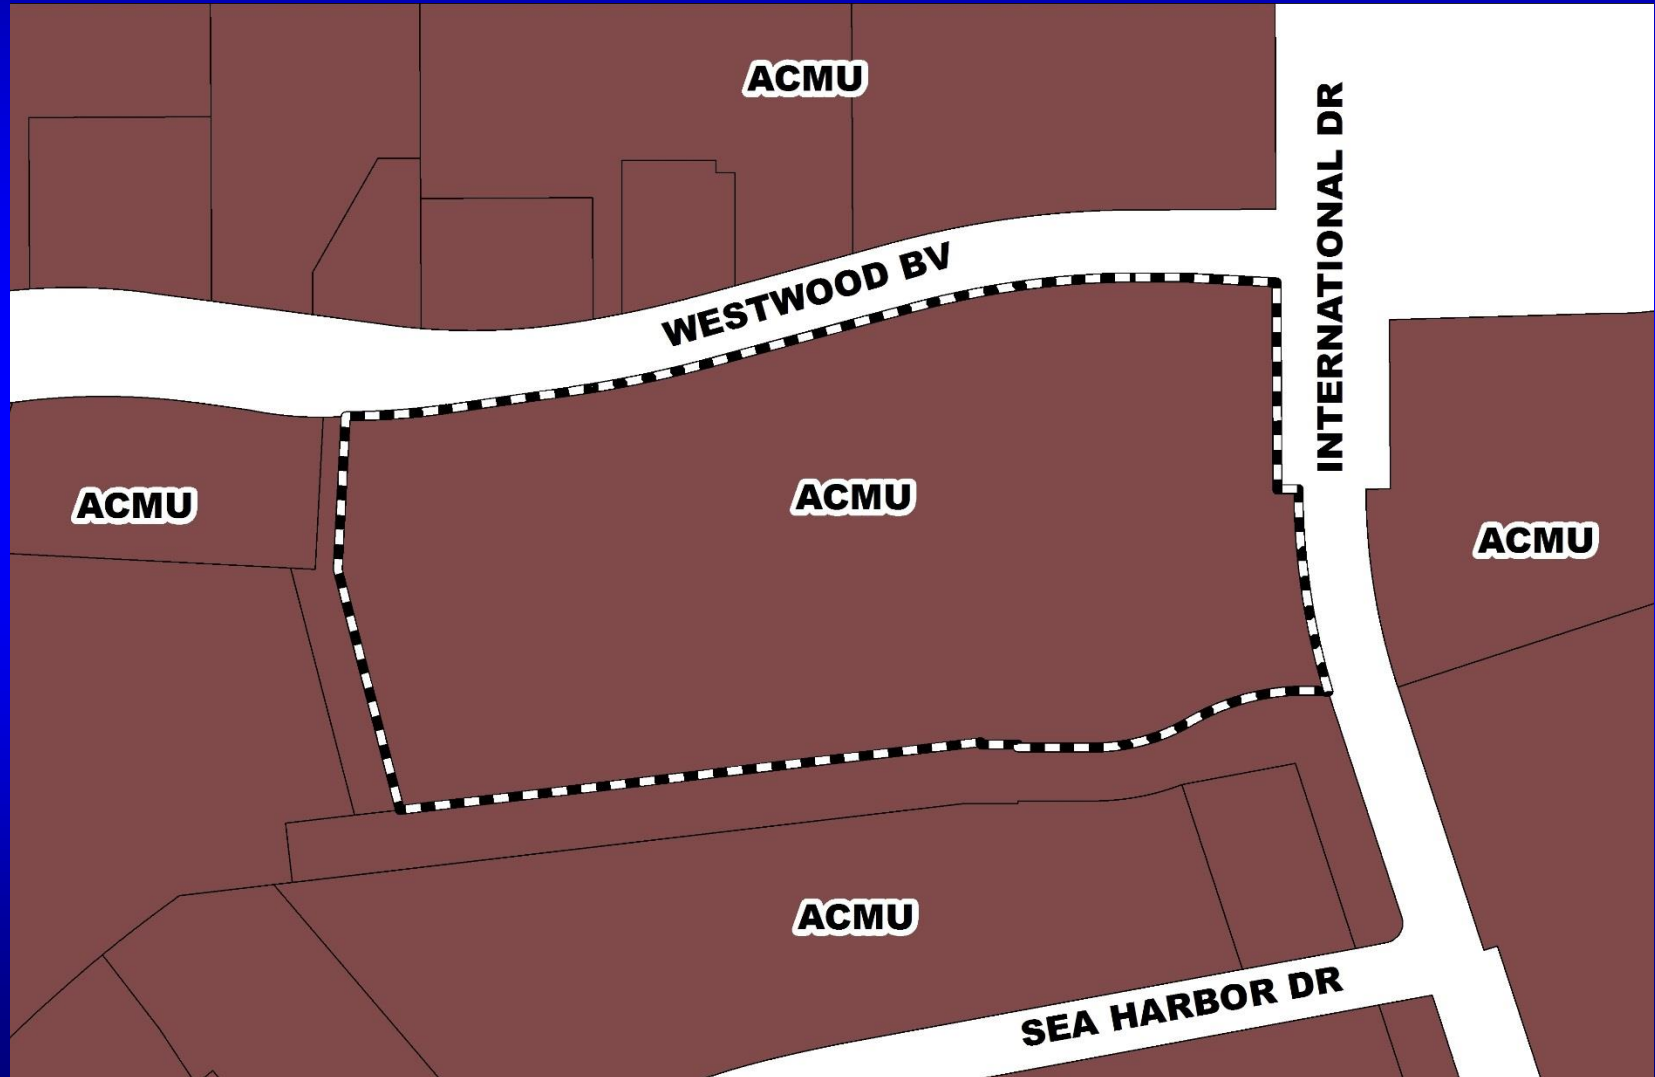 ACMU
INTERNATIONAL DR
WESTWOOD BV
ACMU
ACMU
ACMU
ACMU
SEA HARBOR DR